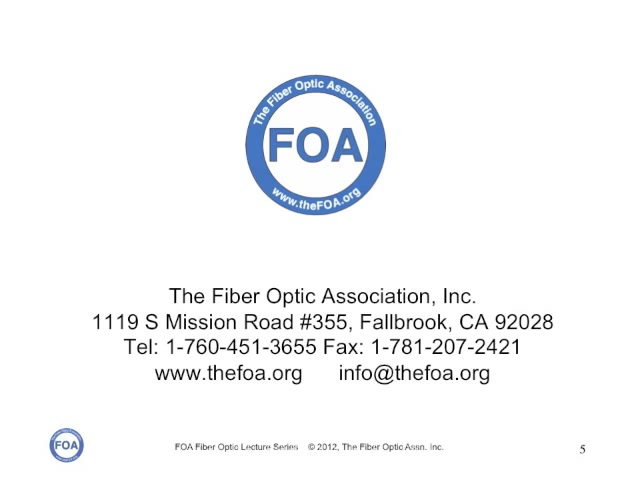 The Fiber Optic Association
FOA
www.theFOA.org
The Fiber Optic Association, Inc.
1119 S Mission Road #355, Fallbrook, CA 92028
Tel: 1-760-451-3655 Fax: 1-781-207-2421
www.thefoa.org info@thefoa.org
FOA
FOA Fiber Optic Lecture Series © 2012, The Fiber Optic Assn. Inc.
5